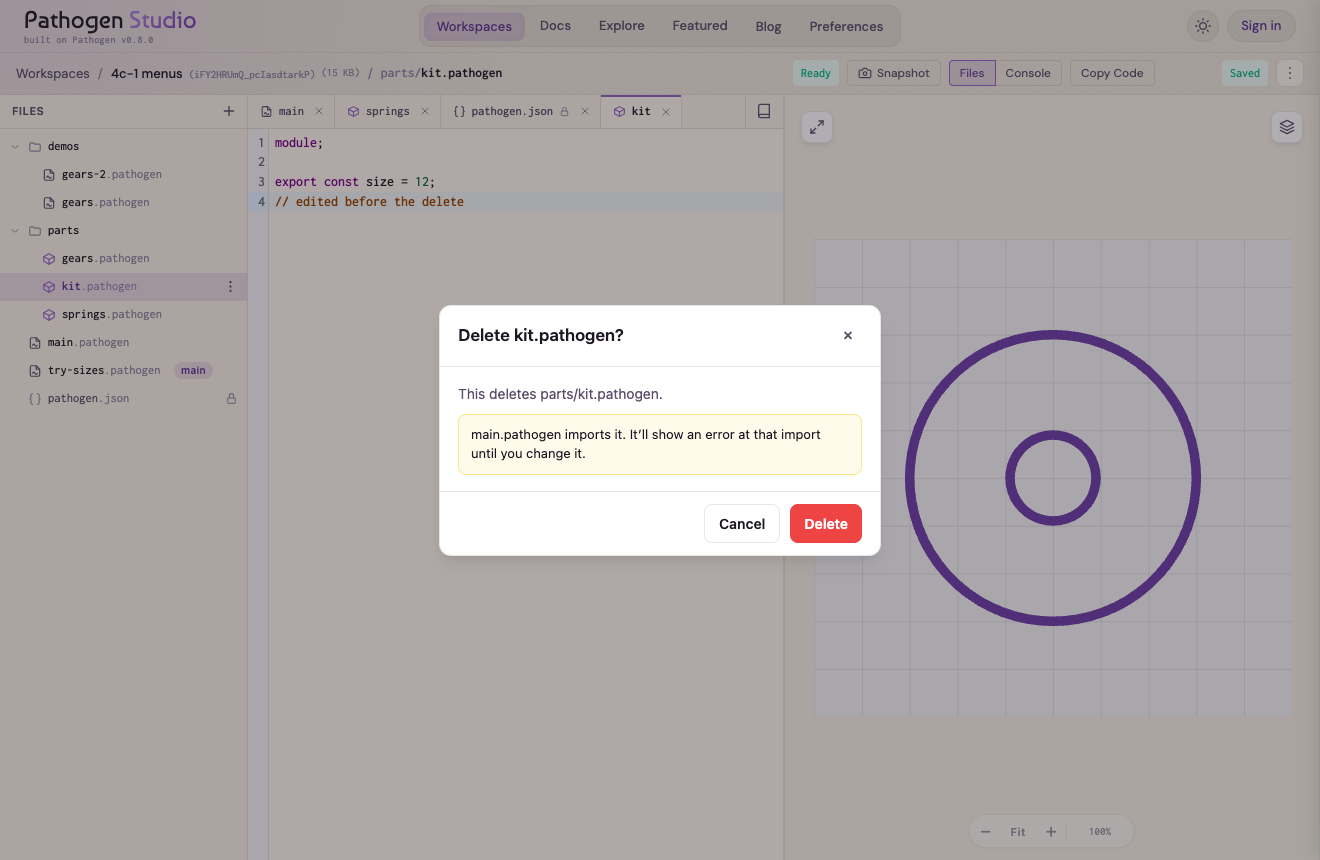 Pathogen Studio
built on Pathogen v0.8.0
Workspaces
Docs
Explore
Featured
Blog
Preferences
Sign in
Workspaces / 4c-1 menus (iFY2HRUmQ_pcIasdtarkP) (15 KB) / parts/kit.pathogen
Ready
Snapshot
Files
Console
Copy Code
Saved
FILES
main
springs
{} pathogen.json
kit
demos
gears-2.pathogen
gears.pathogen
parts
gears.pathogen
kit.pathogen
springs.pathogen
main.pathogen
try-sizes.pathogen main
{} pathogen.json
1 module;
2
3 export const size = 12;
4 // edited before the delete
Delete kit.pathogen?
This deletes parts/kit.pathogen.
main.pathogen imports it. It’ll show an error at that import
until you change it.
Cancel
Delete
Fit
100%